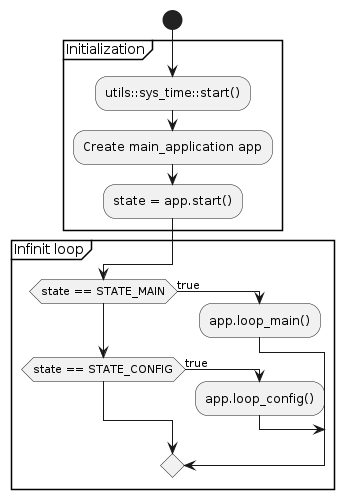 Initialization
utils::sys_time::start()
Create main_application app
state = app.start()
Infinit loop
state == STATE_MAIN
true
app.loop_main()
state == STATE_CONFIG
true
app.loop_config()